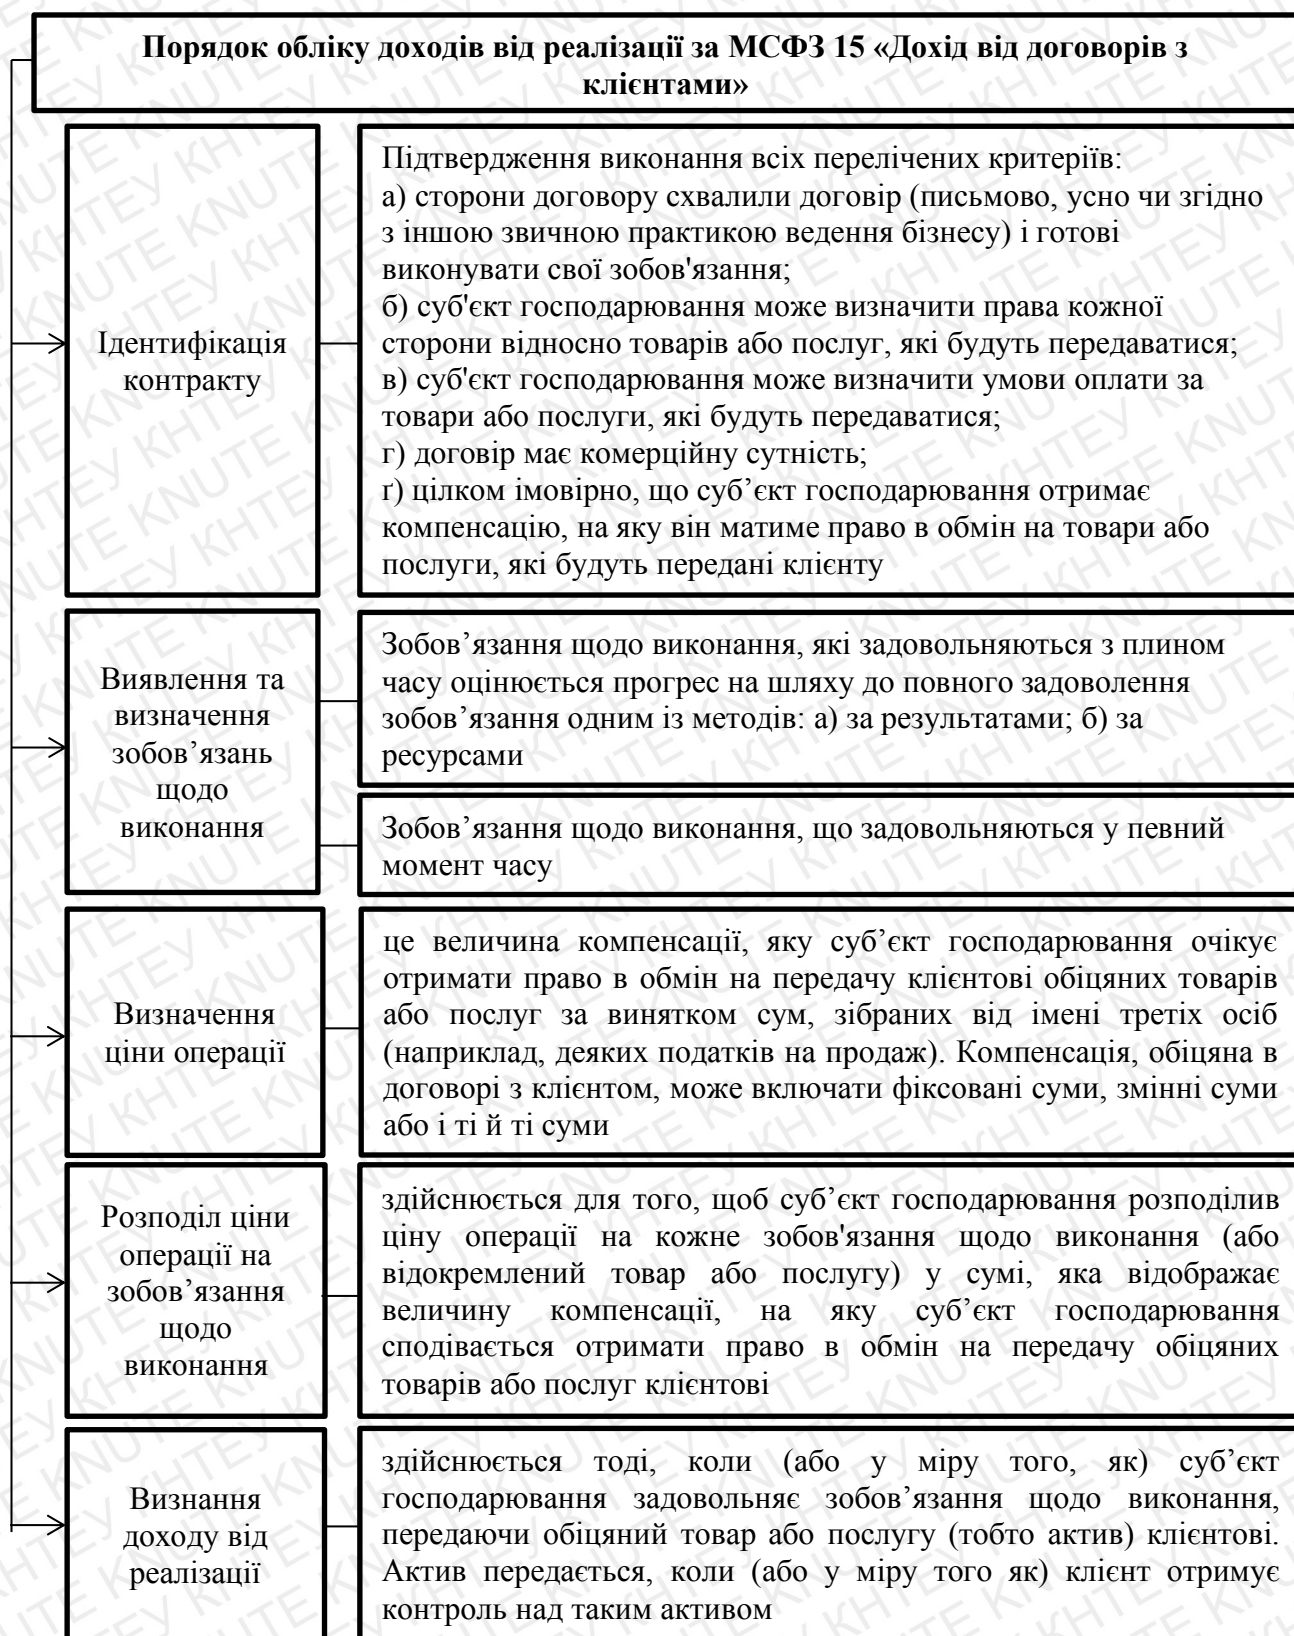 Порядок обліку доходів від реалізації за МСФЗ 15 «Дохід від договорів з
клієнтами»
Ідентифікація
контракту
Підтвердження виконання всіх перелічених критеріїв:
а) сторони договору схвалили договір (письмово, усно чи згідно
з іншою звичною практикою ведення бізнесу) і готові
виконувати свої зобов'язання;
б) суб'єкт господарювання може визначити права кожної
сторони відносно товарів або послуг, які будуть передаватися;
в) суб'єкт господарювання може визначити умови оплати за
товари або послуги, які будуть передаватися;
г) договір має комерційну сутність;
ґ) цілком імовірно, що суб’єкт господарювання отримає
компенсацію, на яку він матиме право в обмін на товари або
послуги, які будуть передані клієнту
Виявлення та
визначення
зобов’язань
щодо
виконання
Зобов’язання щодо виконання, які задовольняються з плином
часу оцінюється прогрес на шляху до повного задоволення
зобов’язання одним із методів: а) за результатами; б) за
ресурсами
Зобов’язання щодо виконання, що задовольняються у певний
момент часу
Визначення
ціни операції
це величина компенсації, яку суб’єкт господарювання очікує
отримати право в обмін на передачу клієнтові обіцяних товарів
або послуг за винятком сум, зібраних від імені третіх осіб
(наприклад, деяких податків на продаж). Компенсація, обіцяна в
договорі з клієнтом, може включати фіксовані суми, змінні суми
або і ті й ті суми
Розподіл ціни
операції на
зобов’язання
щодо
виконання
здійснюється для того, щоб суб’єкт господарювання розподілив
ціну операції на кожне зобов'язання щодо виконання (або
відокремлений товар або послугу) у сумі, яка відображає
величину компенсації, на яку суб’єкт господарювання
сподівається отримати право в обмін на передачу обіцяних
товарів або послуг клієнтові
Визнання
доходу від
реалізації
здійснюється тоді, коли (або у міру того, як) суб’єкт
господарювання задовольняє зобов’язання щодо виконання,
передаючи обіцяний товар або послугу (тобто актив) клієнтові.
Актив передається, коли (або у міру того як) клієнт отримує
контроль над таким активом